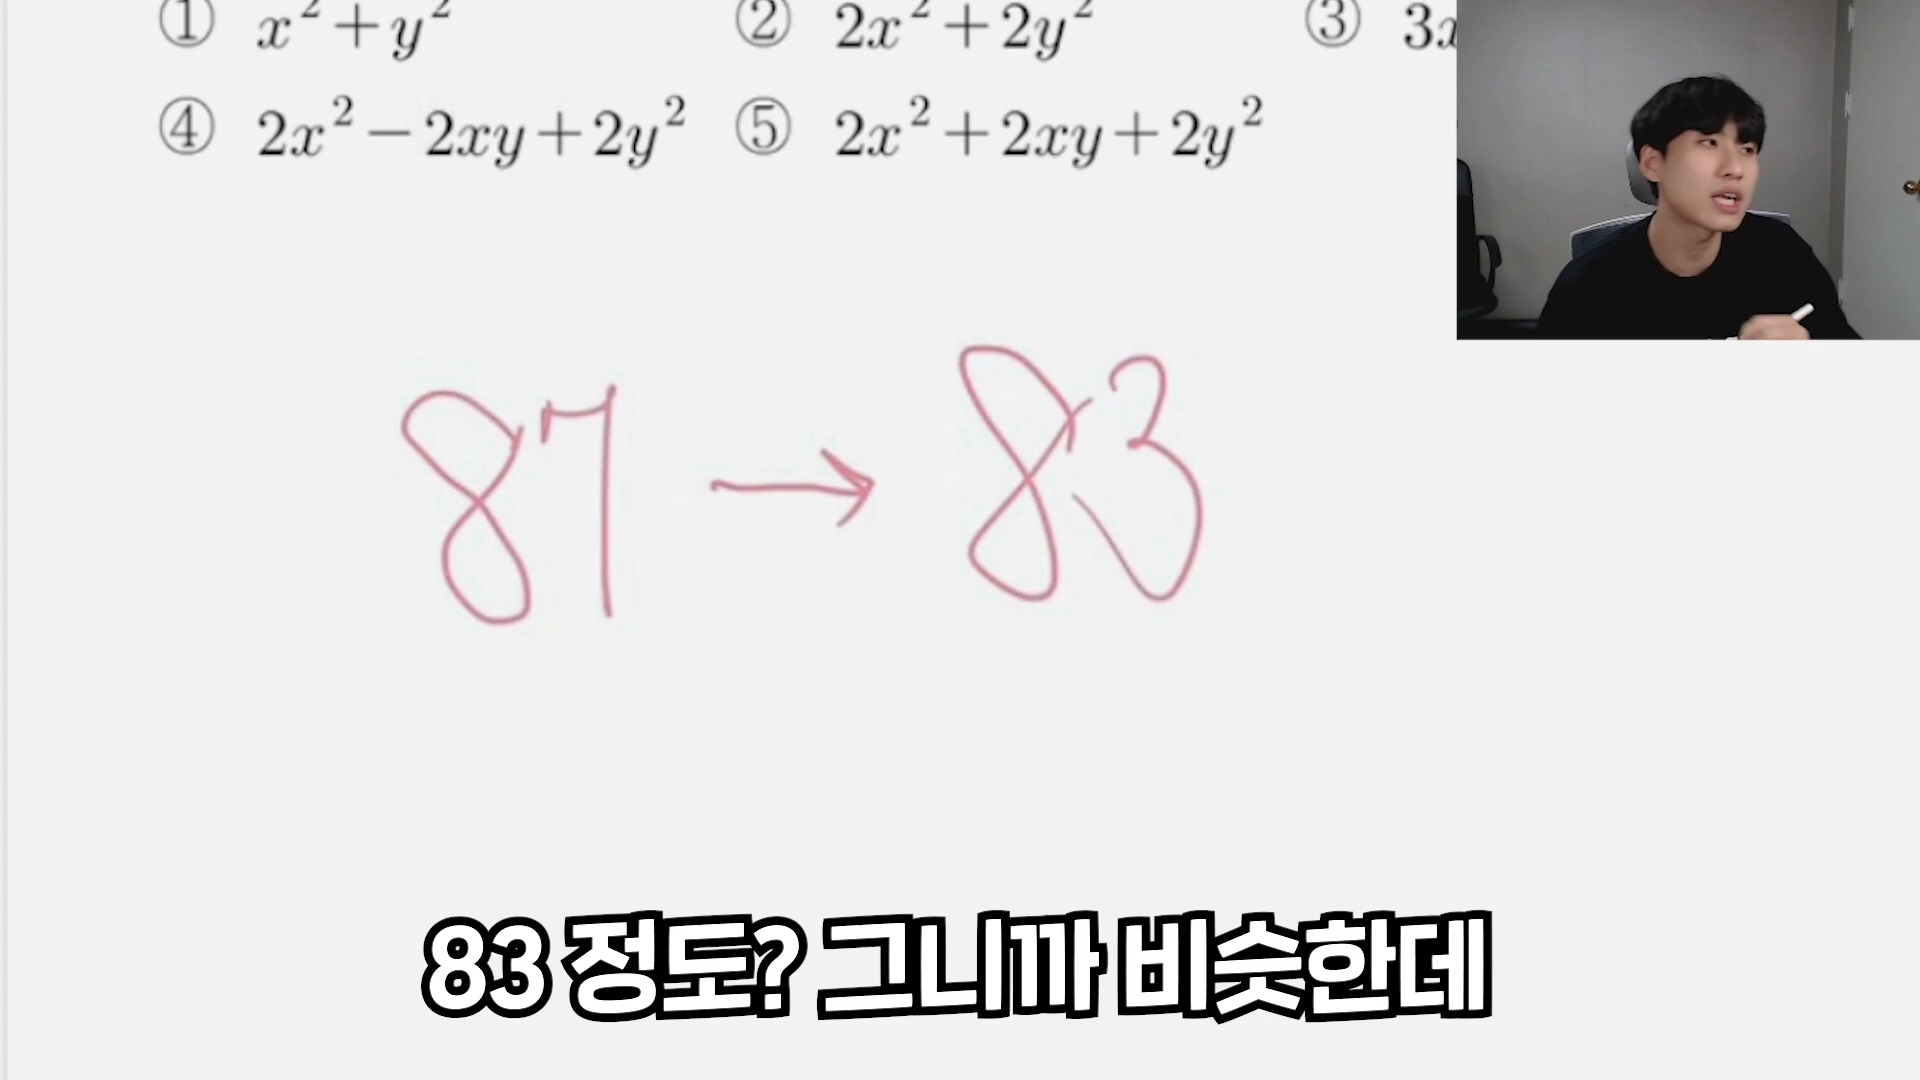 ① x² + y² ② 2x² + 2y² ③ 3x
④ 2x² − 2xy + 2y² ⑤ 2x² + 2xy + 2y²
87 → 83
83 정도? 그니까 비슷한데